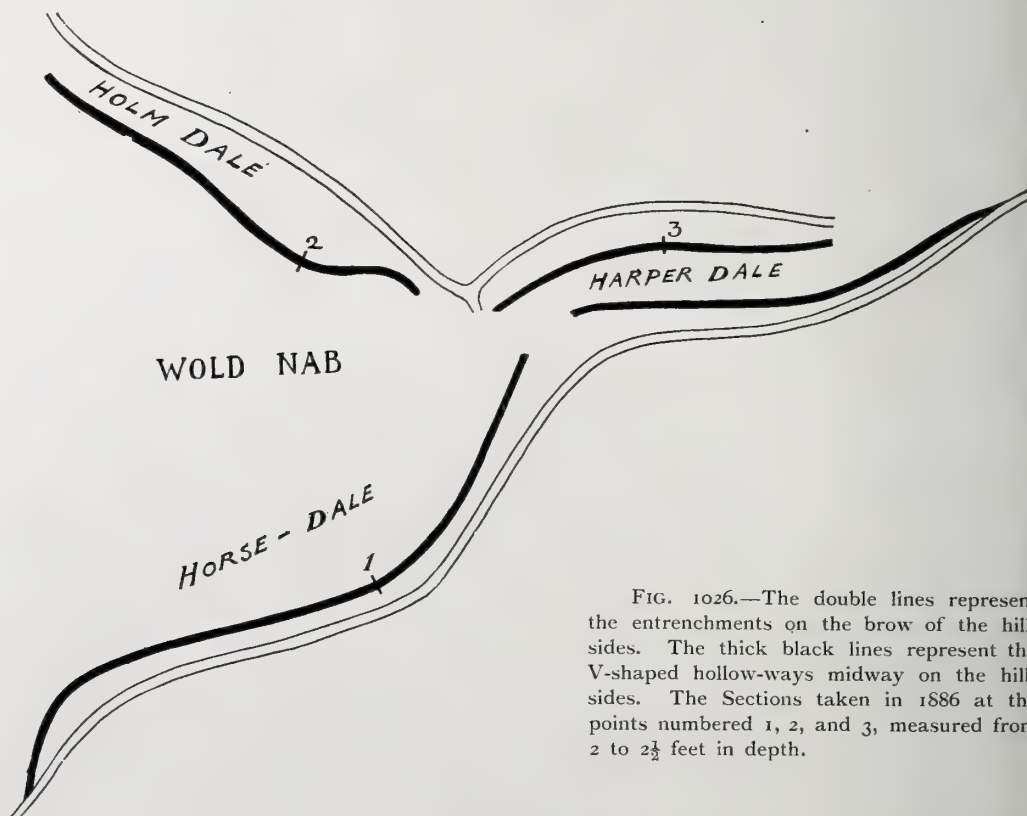 HOLM DALE
2
3
HARPER DALE
WOLD NAB
HORSE - DALE
1
FIG. 1026.—The double lines represen
the entrenchments on the brow of the hill
sides. The thick black lines represent th
V-shaped hollow-ways midway on the hill
sides. The Sections taken in 1886 at th
points numbered 1, 2, and 3, measured fron
2 to 2½ feet in depth.